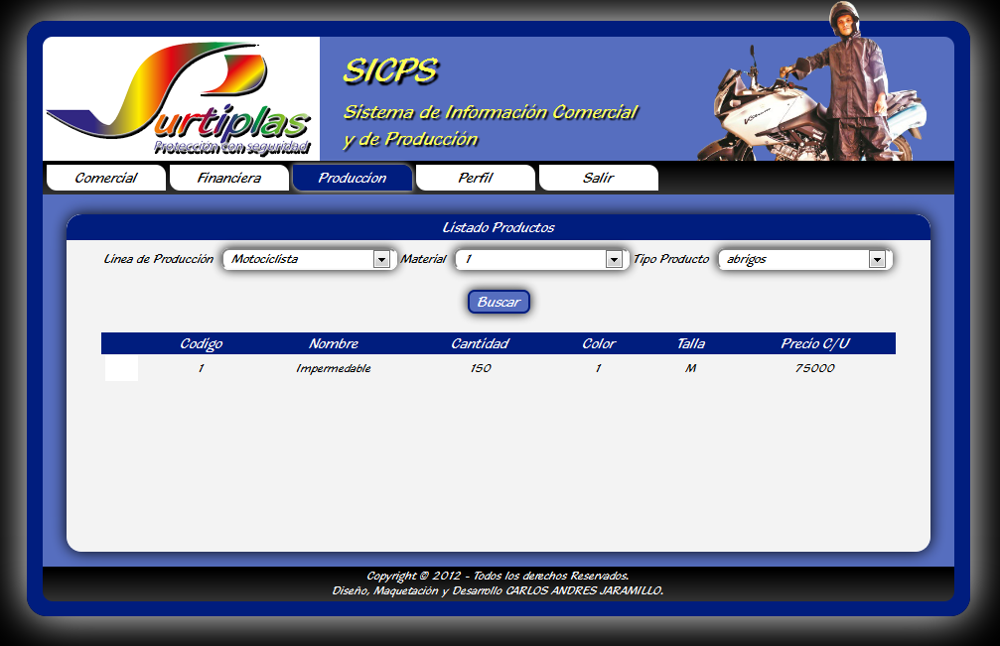 Surtiplas
Proteccion con seguridad
SICPS
Sistema de Información Comercial
y de Producción
Comercial Financiera Produccion Perfil Salir
Listado Productos
Linea de Producción Motociclista Material 1 Tipo Producto abrigos
Buscar
Codigo Nombre Cantidad Color Talla Precio C/U
1 Impermedable 150 1 M 75000
Copyright © 2012 - Todos los derechos Reservados.
Diseño, Maquetación y Desarrollo CARLOS ANDRES JARAMILLO.